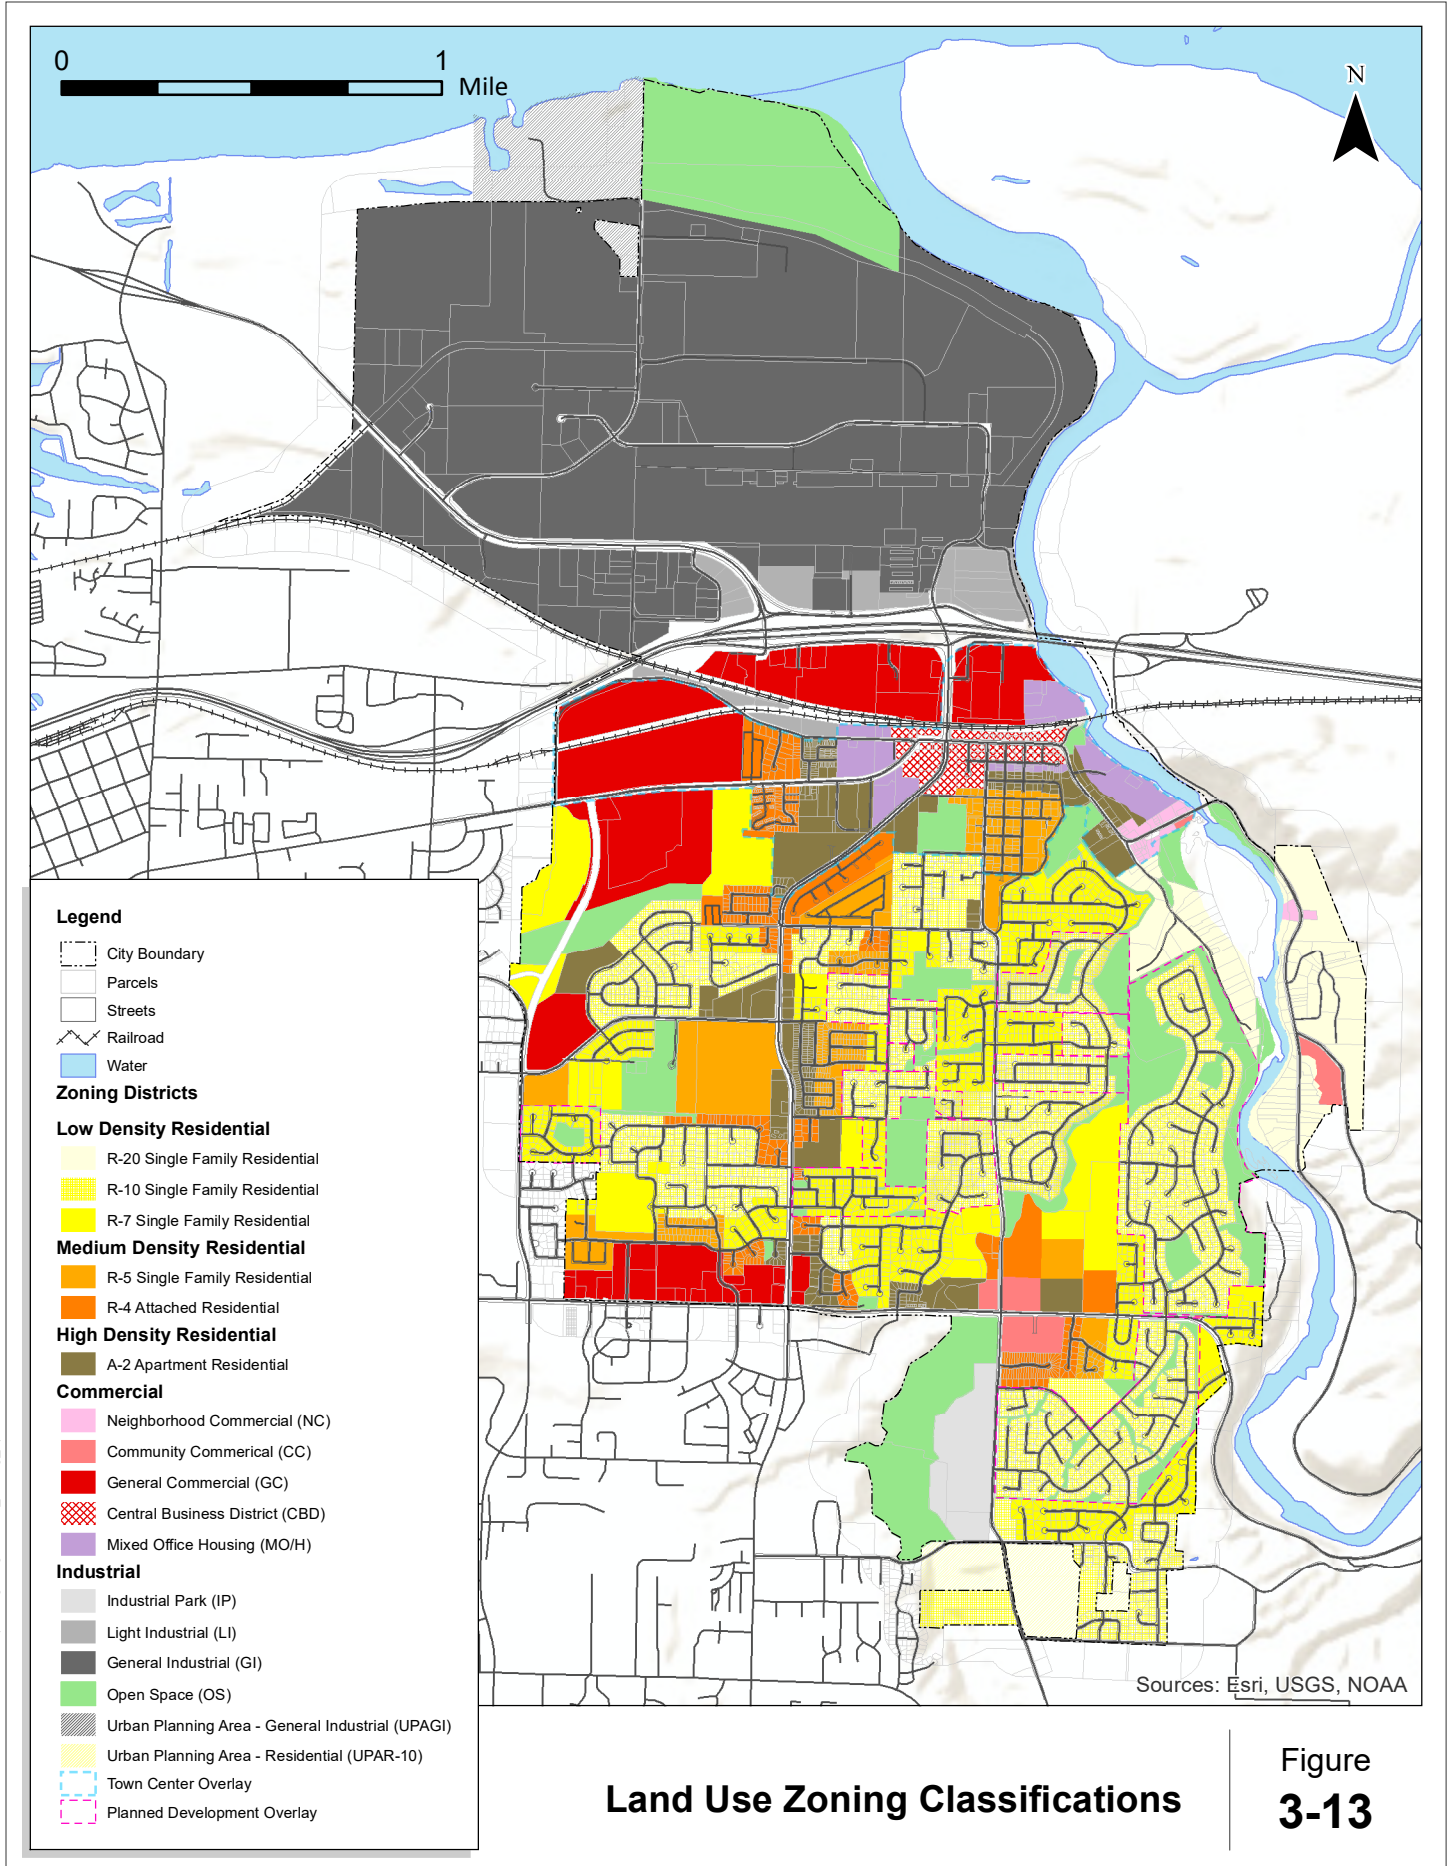 0 1
Mile
N
Legend
City Boundary
Parcels
Streets
Railroad
Water
Zoning Districts
Low Density Residential
R-20 Single Family Residential
R-10 Single Family Residential
R-7 Single Family Residential
Medium Density Residential
R-5 Single Family Residential
R-4 Attached Residential
High Density Residential
A-2 Apartment Residential
Commercial
Neighborhood Commercial (NC)
Community Commerical (CC)
General Commercial (GC)
Central Business District (CBD)
Mixed Office Housing (MO/H)
Industrial
Industrial Park (IP)
Light Industrial (LI)
General Industrial (GI)
Open Space (OS)
Urban Planning Area - General Industrial (UPAGI)
Urban Planning Area - Residential (UPAR-10)
Town Center Overlay
Planned Development Overlay
Sources: Esri, USGS, NOAA
Land Use Zoning Classifications
Figure
3-13